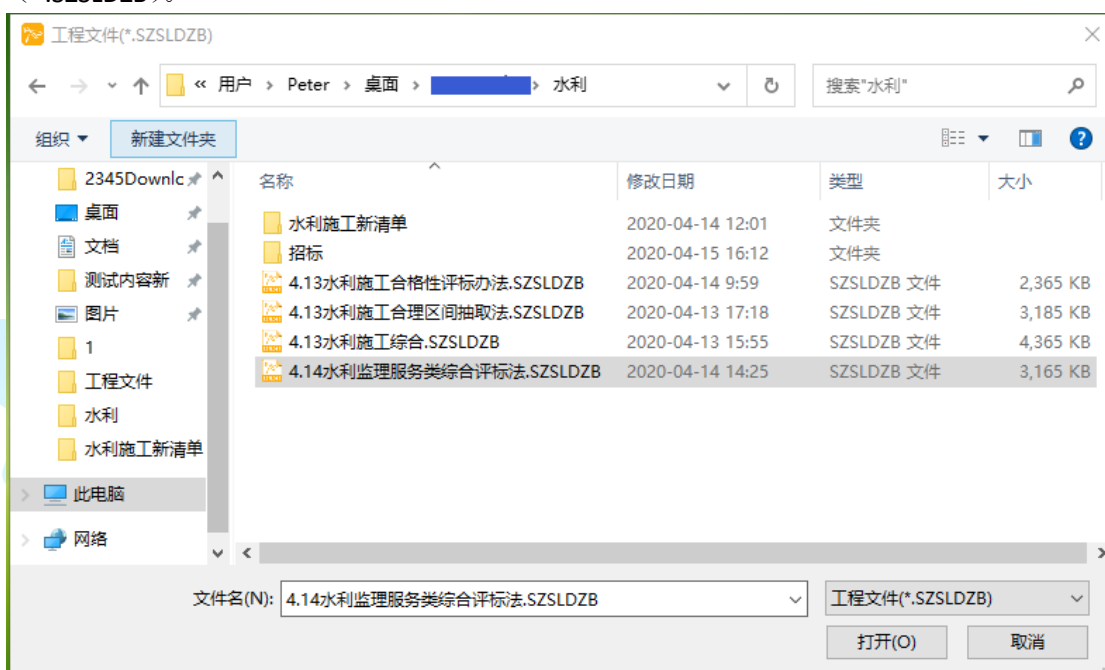 工程文件(*.SZSLDZB)
« 用户 › Peter › 桌面 › › 水利
搜索"水利"
组织 新建文件夹
2345Downlc
桌面
文档
测试内容新
图片
1
工程文件
水利
水利施工新清单
此电脑
网络
名称 修改日期 类型 大小
水利施工新清单 2020-04-14 12:01 文件夹
招标 2020-04-15 16:12 文件夹
4.13水利施工合格性评标办法.SZSLDZB 2020-04-14 9:59 SZSLDZB 文件 2,365 KB
4.13水利施工合理区间抽取法.SZSLDZB 2020-04-13 17:18 SZSLDZB 文件 3,185 KB
4.13水利施工综合.SZSLDZB 2020-04-13 15:55 SZSLDZB 文件 4,365 KB
4.14水利监理服务类综合评标法.SZSLDZB 2020-04-14 14:25 SZSLDZB 文件 3,165 KB
文件名(N): 4.14水利监理服务类综合评标法.SZSLDZB 工程文件(*.SZSLDZB)
打开(O) 取消